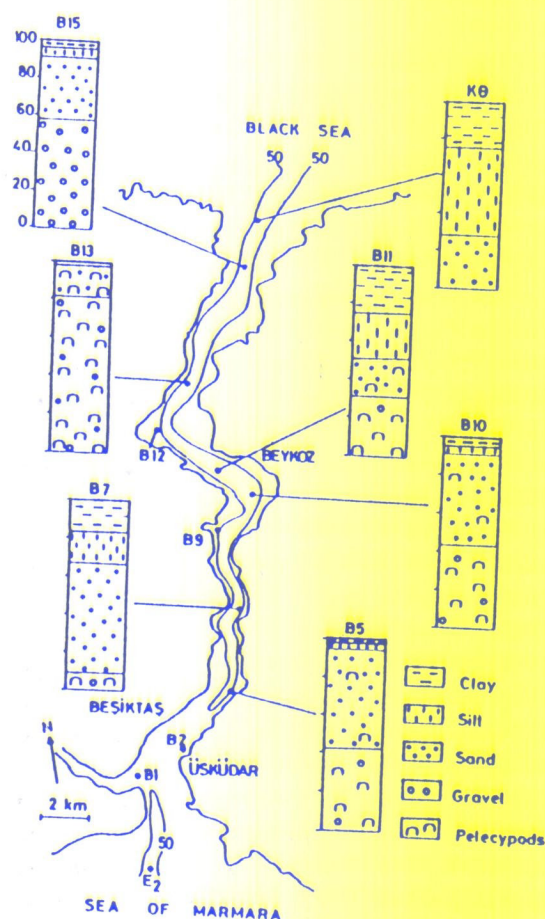 B15
100
80
60
40
20
0
K0
BLACK SEA
50 50
B13
B11
B12
BEYKOZ
B10
B7
B9
B5
BEŞİKTAŞ
B2
N
B1
ÜSKÜDAR
2 km
50
E2
SEA OF MARMARA
Clay
Silt
Sand
Gravel
Pelecypods